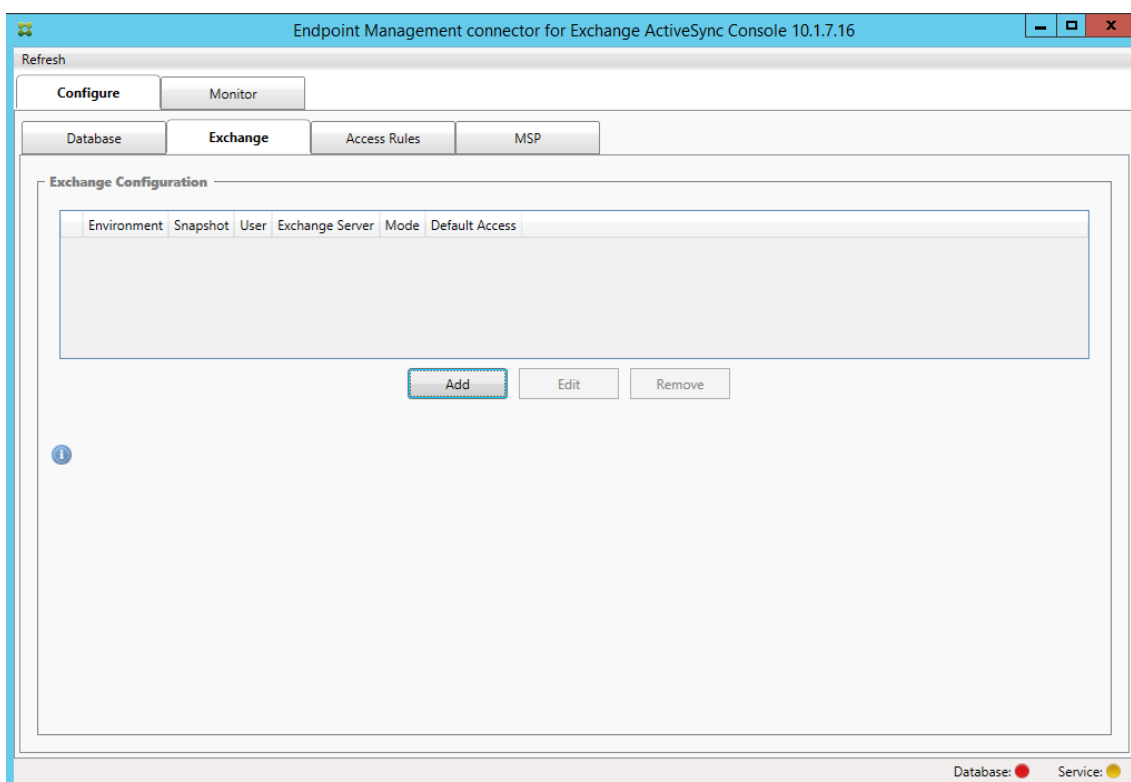 Endpoint Management connector for Exchange ActiveSync Console 10.1.7.16
Refresh
Configure Monitor
Database Exchange Access Rules MSP
Exchange Configuration
Environment Snapshot User Exchange Server Mode Default Access
Add Edit Remove
Database: Service: